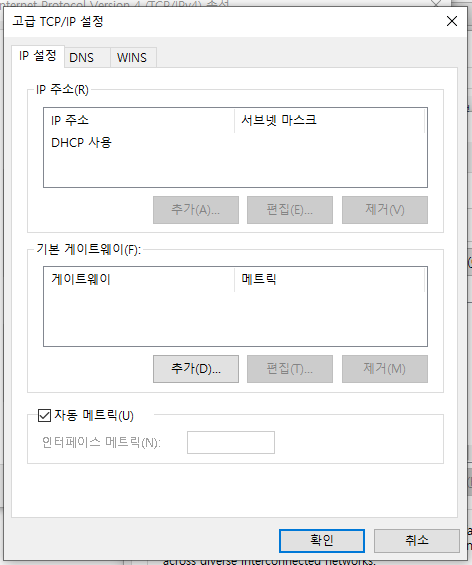 nternet Protocol Version 4 (TCP/IPv4) 속성
고급 TCP/IP 설정
IP 설정 DNS WINS
IP 주소(R)
IP 주소 서브넷 마스크
DHCP 사용
추가(A)... 편집(E)... 제거(V)
기본 게이트웨이(F):
게이트웨이 메트릭
추가(D)... 편집(T)... 제거(M)
자동 메트릭(U)
인터페이스 메트릭(N):
확인 취소
across diverse interconnected networks.